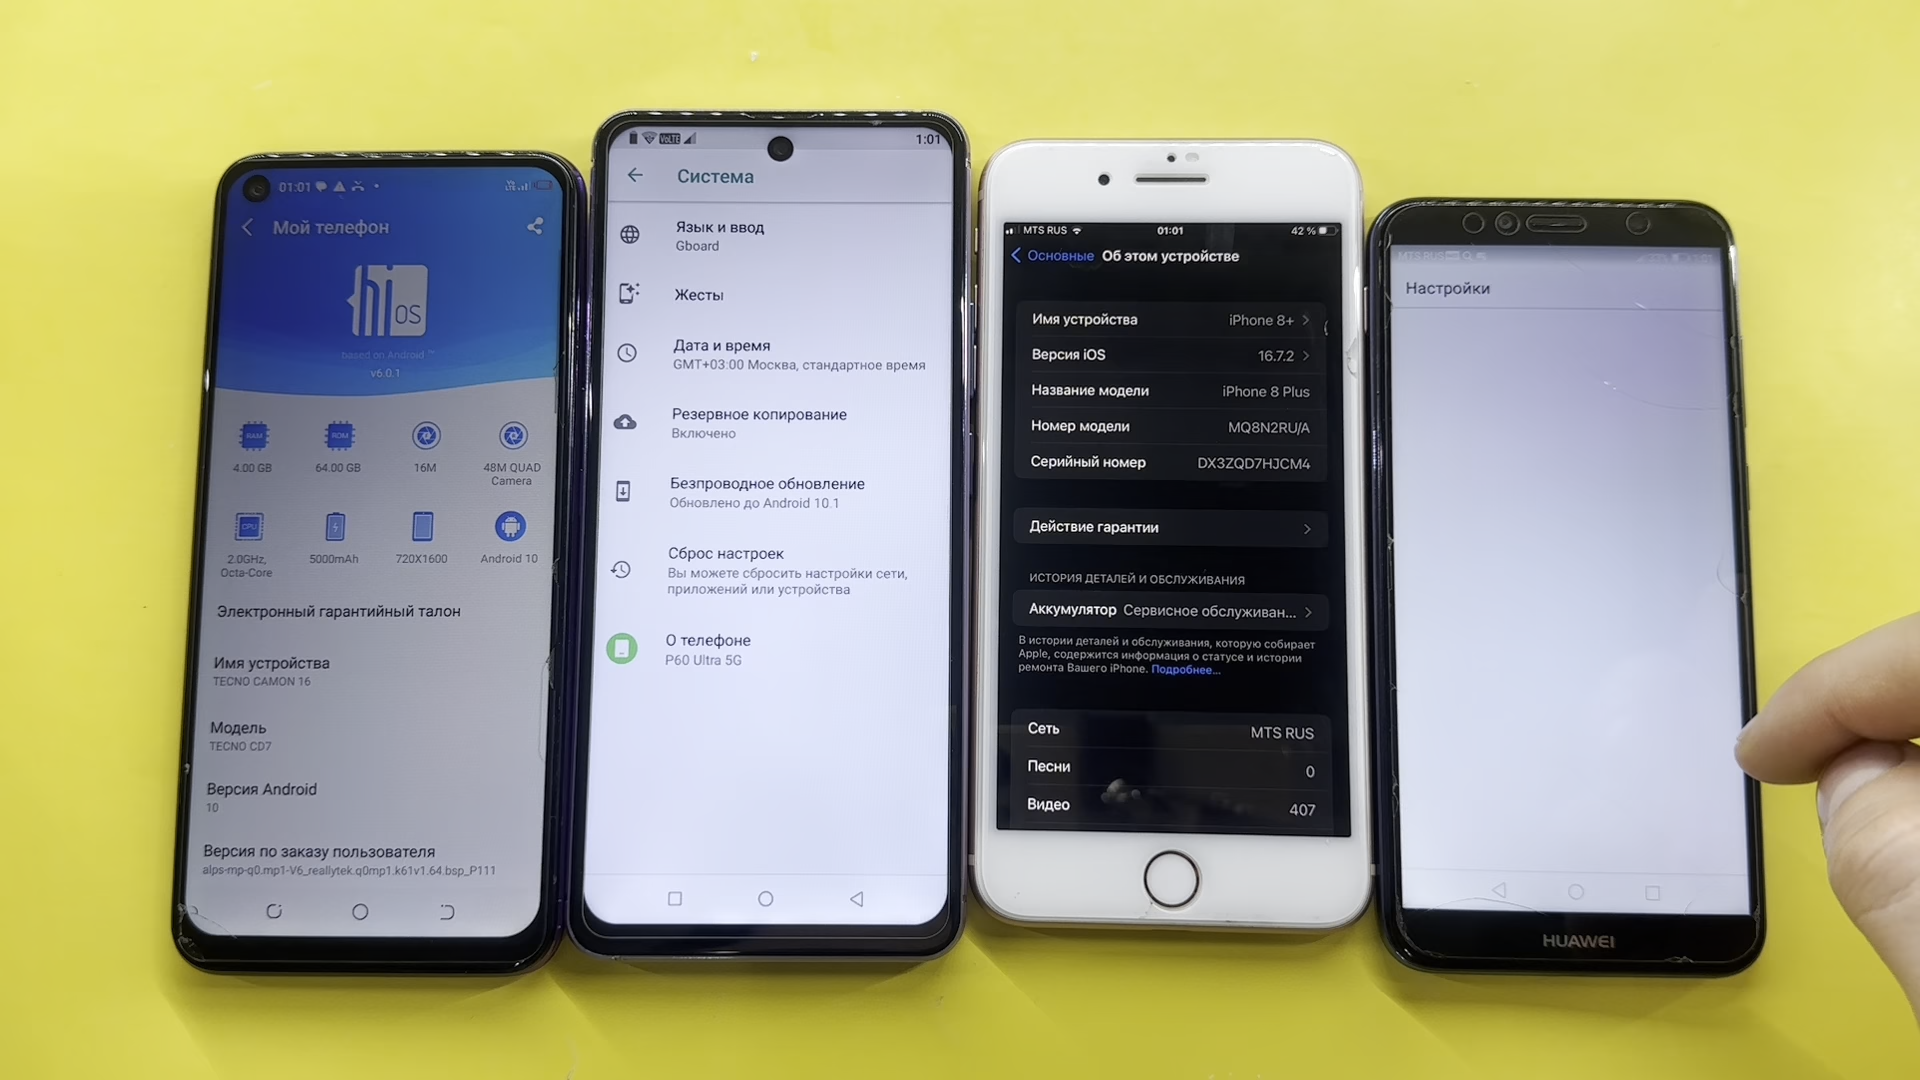 01:01
Мой телефон
hi OS
based on Android ™
v6.0.1
RAM
ROM
4.00 GB
64.00 GB
16M
48M QUAD
Camera
CPU
2.0GHz,
Octa-Core
5000mAh
720X1600
Android 10
Электронный гарантийный талон
Имя устройства
TECNO CAMON 16
Модель
TECNO CD7
Версия Android
10
Версия по заказу пользователя
alps-mp-q0.mp1-V6_reallytek.q0mp1.k61v1.64.bsp_P111
VoLTE
1:01
Система
Язык и ввод
Gboard
Жесты
Дата и время
GMT+03:00 Москва, стандартное время
Резервное копирование
Включено
Безпроводное обновление
Обновлено до Android 10.1
Сброс настроек
Вы можете сбросить настройки сети,
приложений или устройства
О телефоне
P60 Ultra 5G
MTS RUS
01:01
42 %
Основные
Об этом устройстве
Имя устройства
iPhone 8+
Версия iOS
16.7.2
Название модели
iPhone 8 Plus
Номер модели
MQ8N2RU/A
Серийный номер
DX3ZQD7HJCM4
Действие гарантии
ИСТОРИЯ ДЕТАЛЕЙ И ОБСЛУЖИВАНИЯ
Аккумулятор Сервисное обслуживан...
В истории деталей и обслуживания, которую собирает
Apple, содержится информация о статусе и истории
ремонта Вашего iPhone. Подробнее...
Сеть
MTS RUS
Песни
0
Видео
407
MTS RUS
Настройки
HUAWEI